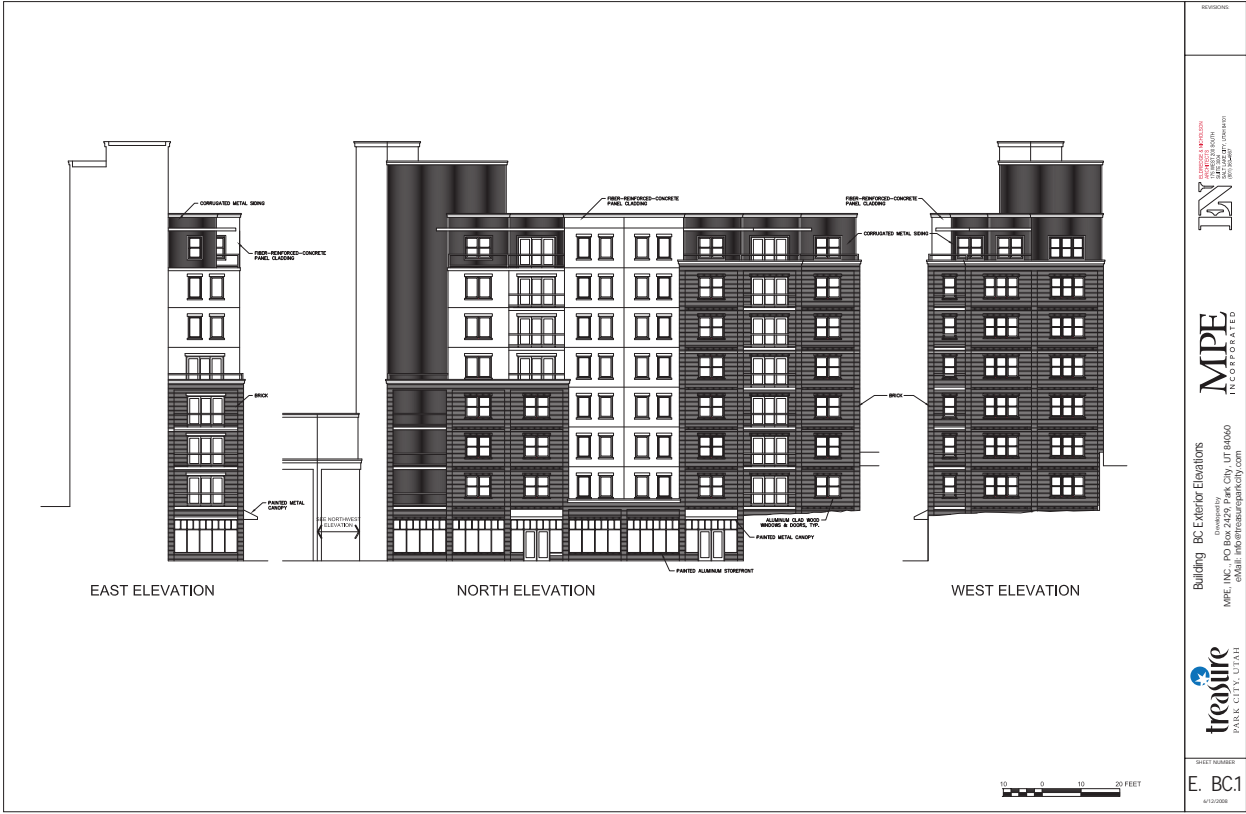 CORRUGATED METAL SIDING
FIBER-REINFORCED-CONCRETE
PANEL CLADDING
BRICK
PAINTED METAL
CANOPY
EAST ELEVATION
SEE NORTHWEST
ELEVATION
FIBER-REINFORCED-CONCRETE
PANEL CLADDING
ALUMINUM CLAD WOOD
WINDOWS & DOORS, TYP.
PAINTED METAL CANOPY
PAINTED ALUMINUM STOREFRONT
NORTH ELEVATION
FIBER-REINFORCED-CONCRETE
PANEL CLADDING
CORRUGATED METAL SIDING
BRICK
WEST ELEVATION
10 0 10 20 FEET
REVISIONS
EN
ELDREDGE & NICHOLSON
ARCHITECTS
MPE
INCORPORATED
Building BC Exterior Elevations
Developed by
MPE, INC., PO Box 2429, Park City, UT 84060
eMail: info@treasureparkcity.com
treasure
PARK CITY, UTAH
SHEET NUMBER
E. BC.1